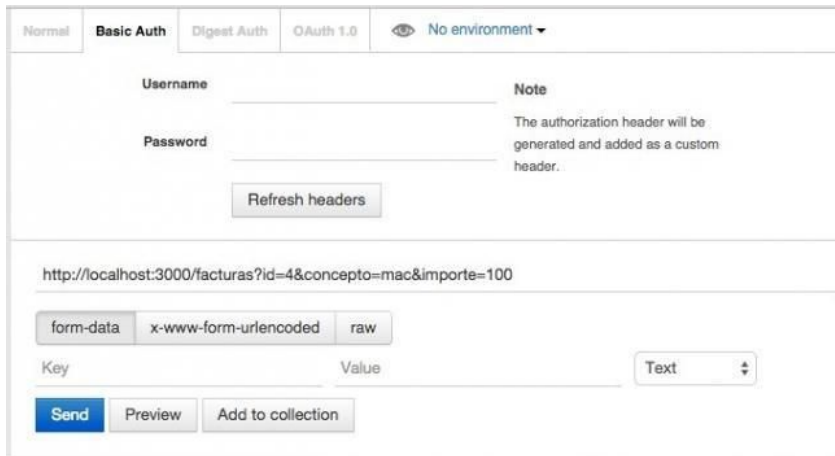 Normal Basic Auth Digest Auth OAuth 1.0 No environment
Username
Note
The authorization header will be
Password
generated and added as a custom
header.
Refresh headers
http://localhost:3000/facturas?id=4&concepto=mac&importe=100
form-data x-www-form-urlencoded raw
Key Value Text
Send Preview Add to collection